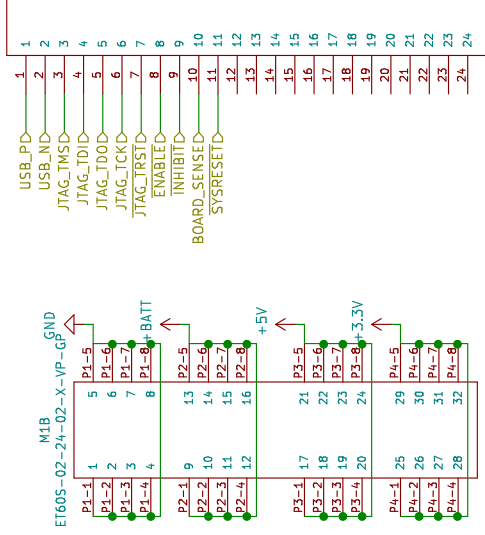 1 2 3 4 5 6 7 8 9 10 11 12 13 14 15 16 17 18 19 20 21 22 23 24
1 2 3 4 5 6 7 8 9 10 11 12 13 14 15 16 17 18 19 20 21 22 23 24
USB_P
USB_N
JTAG_TMS
JTAG_TDI
JTAG_TDO
JTAG_TCK
JTAG_TRST
ENABLE
INHIBIT
BOARD_SENSE
SYSRESET
GND
+BATT
+5V
+3.3V
M1B
ET60S-02-24-02-X-VP-GP
P1-5 P1-6 P1-7 P1-8 P2-5 P2-6 P2-7 P2-8 P3-5 P3-6 P3-7 P3-8 P4-5 P4-6 P4-7 P4-8
5 6 7 8 13 14 15 16 21 22 23 24 29 30 31 32
1 2 3 4 9 10 11 12 17 18 19 20 25 26 27 28
P1-1 P1-2 P1-3 P1-4 P2-1 P2-2 P2-3 P2-4 P3-1 P3-2 P3-3 P3-4 P4-1 P4-2 P4-3 P4-4